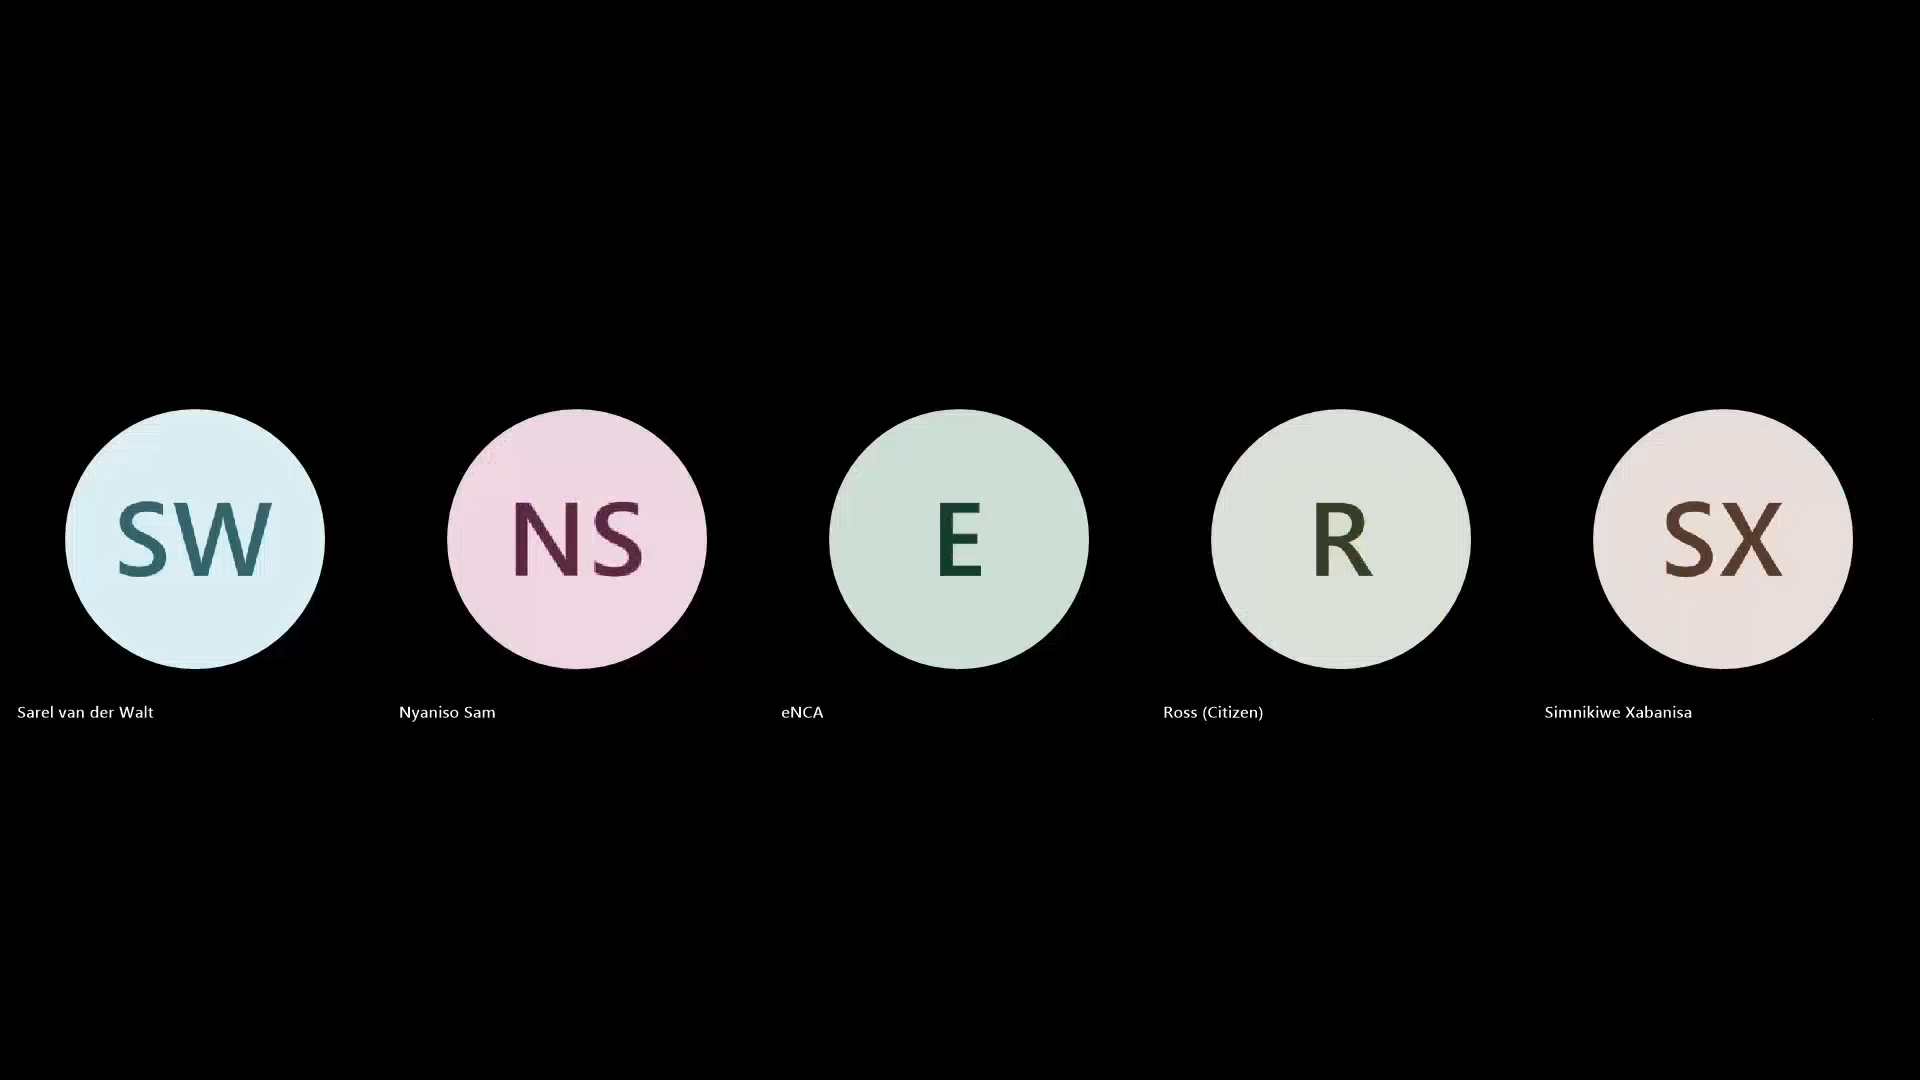 SW
NS
E
R
SX
Sarel van der Walt
Nyaniso Sam
eNCA
Ross (Citizen)
Simnikiwe Xabanisa